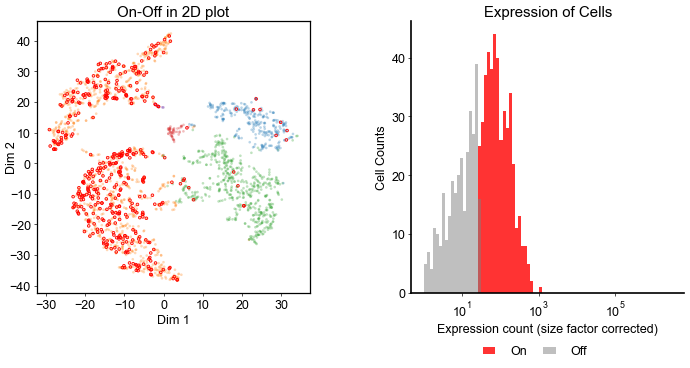 On-Off in 2D plot
40
30
20
10
0
−10
−20
−30
−40
Dim 2
−30 −20 −10 0 10 20 30
Dim 1
Expression of Cells
40
30
20
10
0
Cell Counts
10^1 10^3 10^5
Expression count (size factor corrected)
On Off